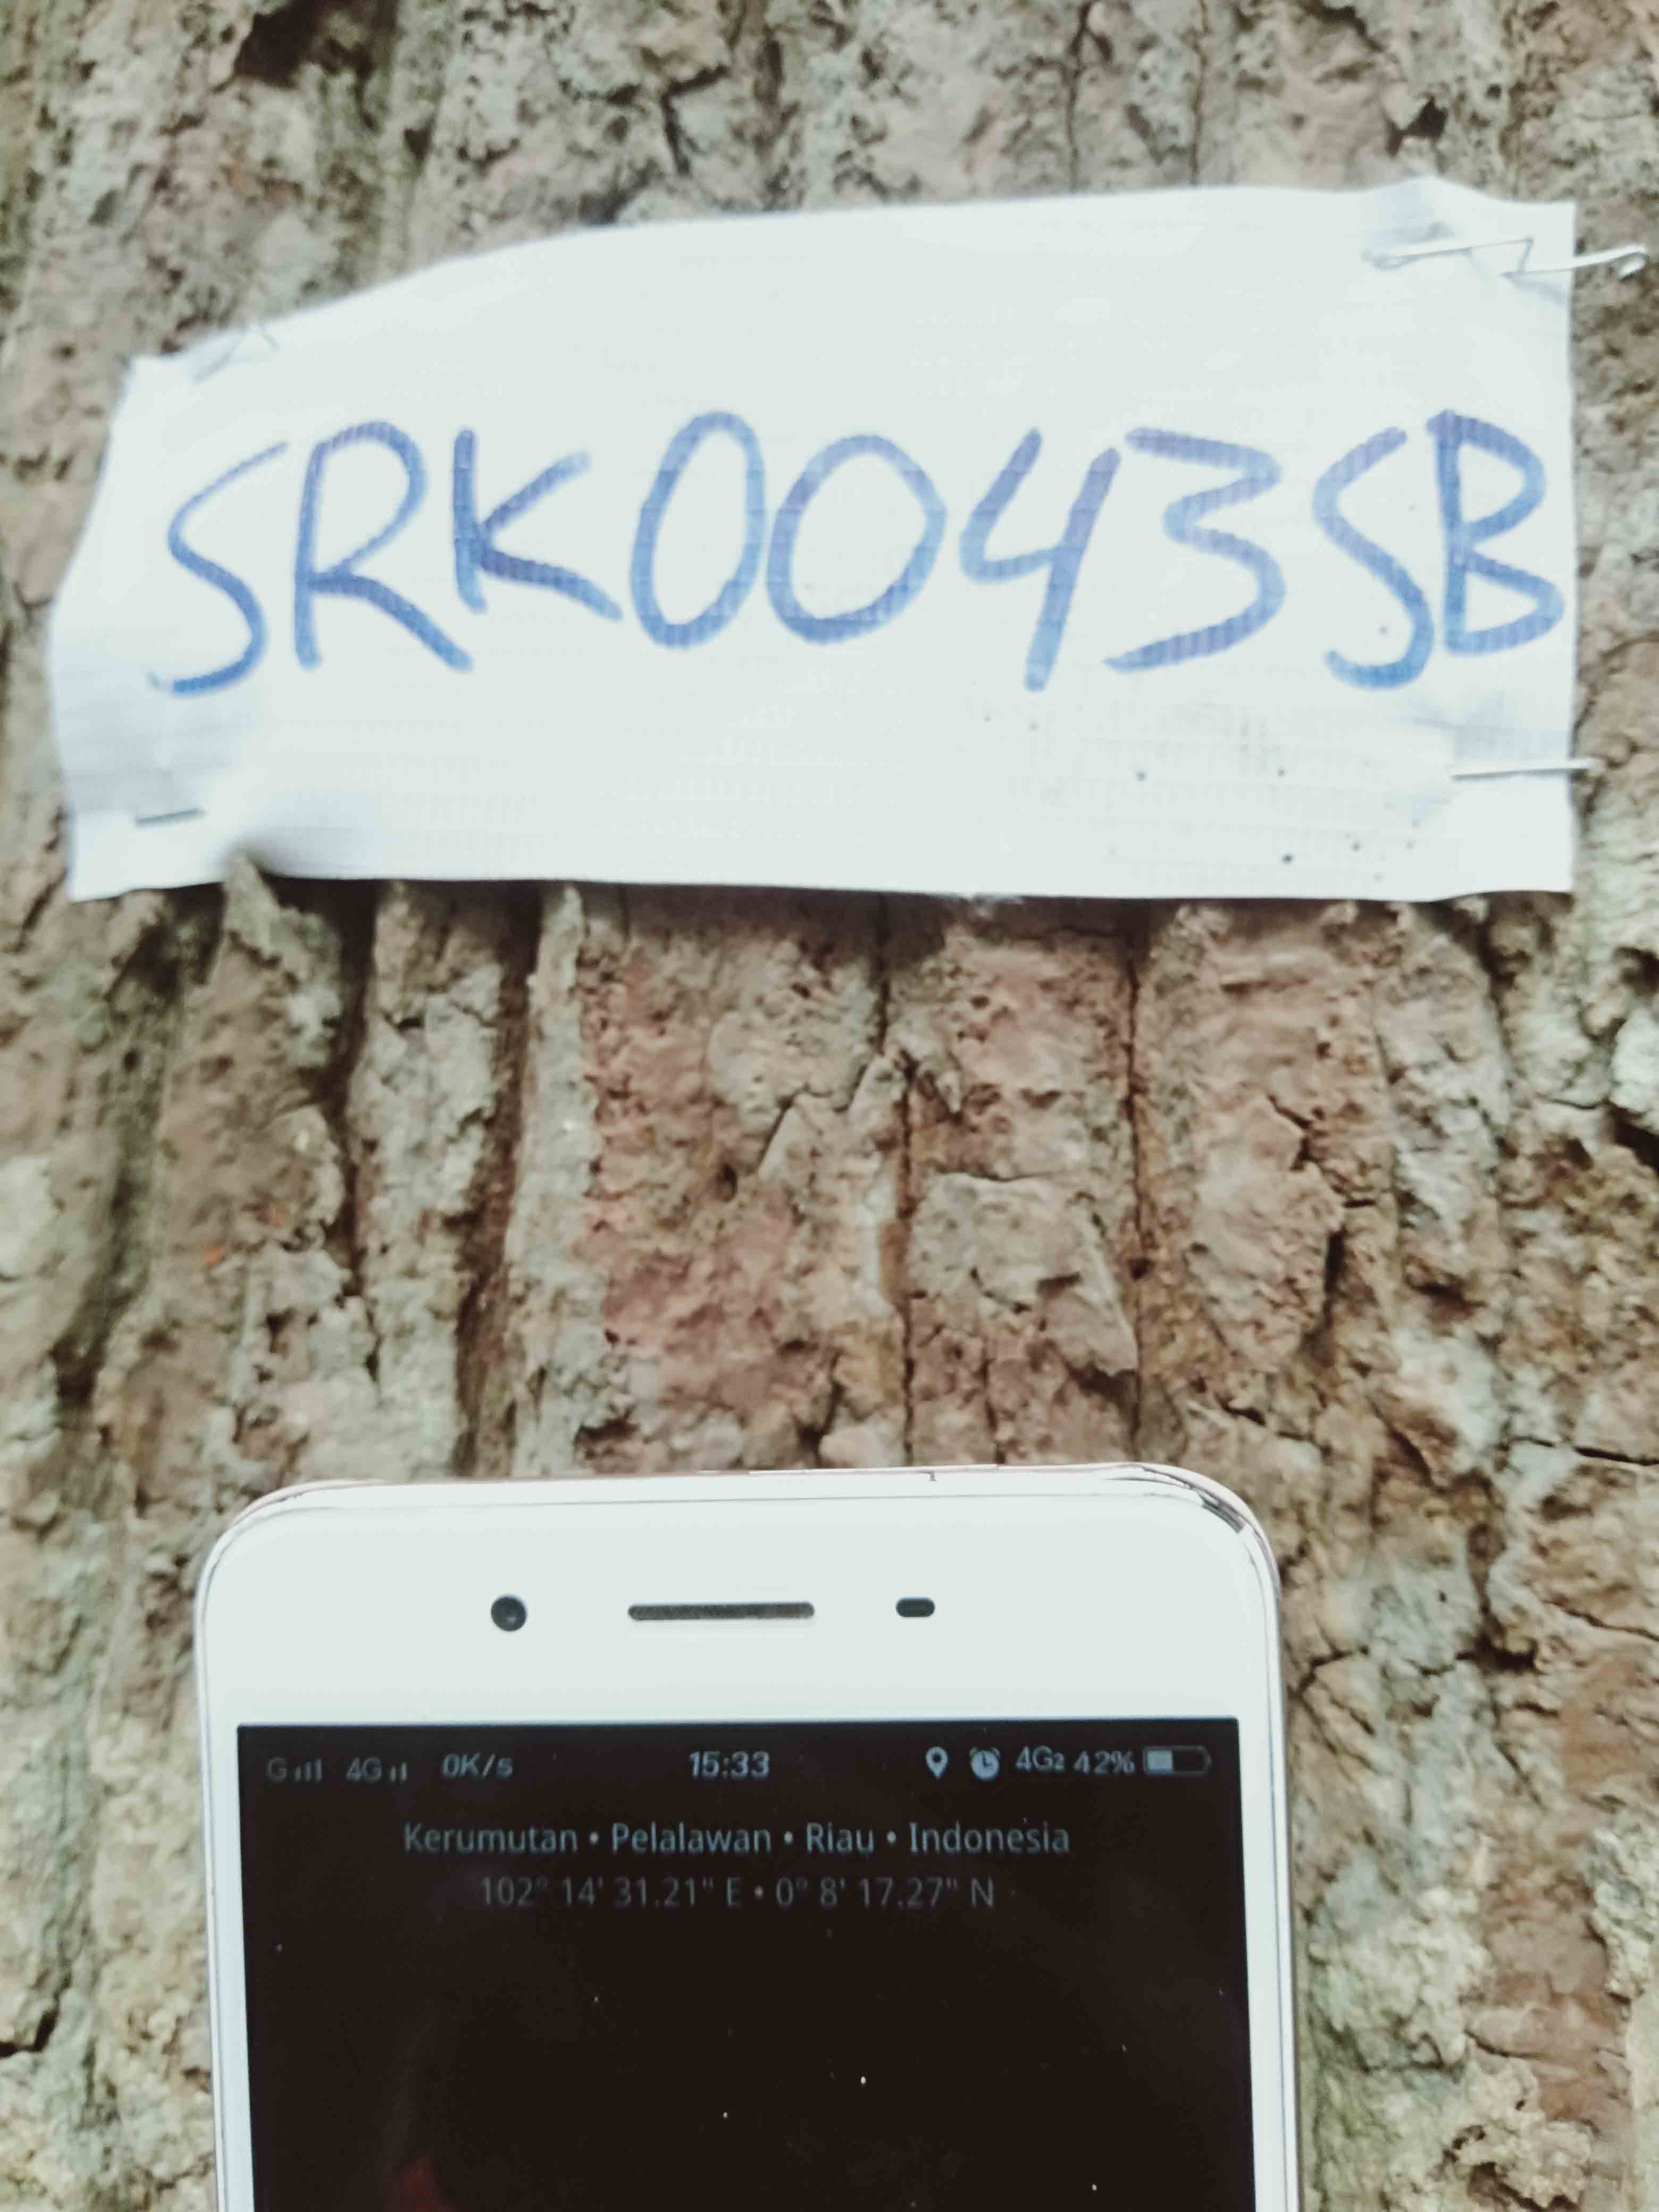 SRK0043SB
G 4G 0K/s 15:33 4G2 42%
Kerumutan • Pelalawan • Riau • Indonesia
102° 14' 31.21" E • 0° 8' 17.27" N